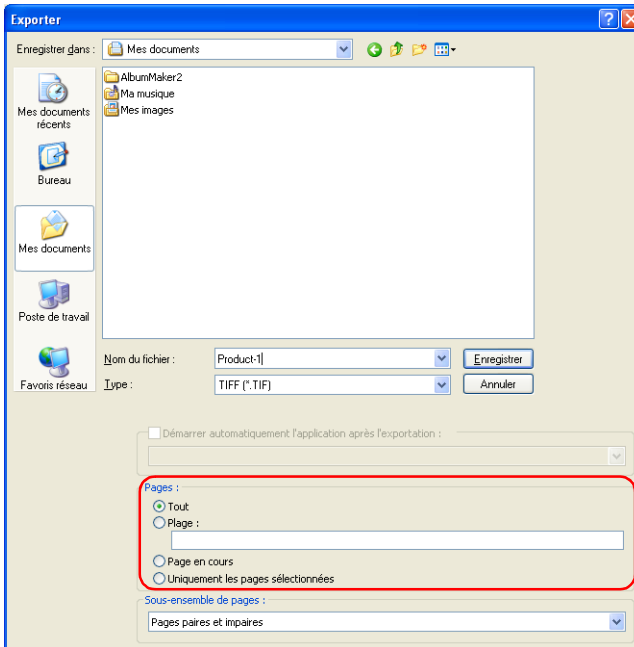 Exporter
Enregistrer dans :
Mes documents
Mes documents
récents
Bureau
Mes documents
Poste de travail
Favoris réseau
AlbumMaker2
Ma musique
Mes images
Nom du fichier :
Product-1
Enregistrer
Type :
TIFF (*.TIF)
Annuler
Démarrer automatiquement l'application après l'exportation :
Pages :
Tout
Plage :
Page en cours
Uniquement les pages sélectionnées
Sous-ensemble de pages :
Pages paires et impaires